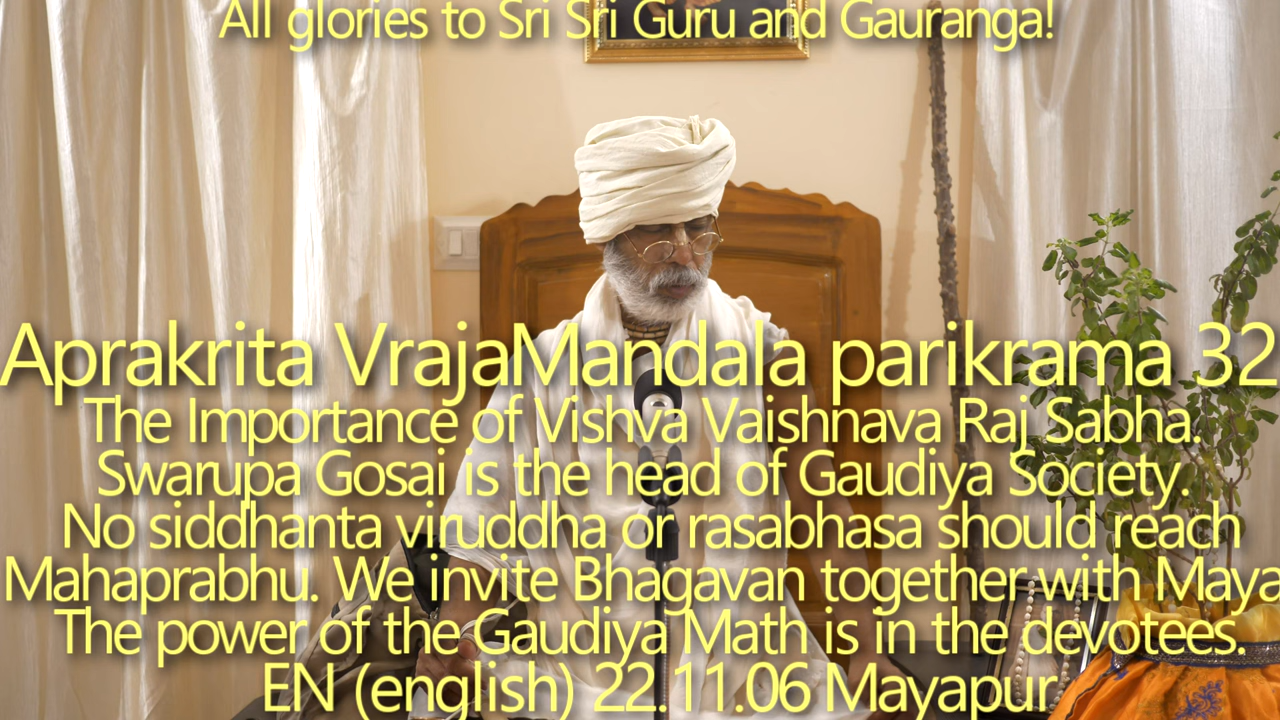 All glories to Sri Sri Guru and Gauranga!
Aprakrita VrajaMandala parikrama 32
The Importance of Vishva Vaishnava Raj Sabha.
Swarupa Gosai is the head of Gaudiya Society.
No siddhanta viruddha or rasabhasa should reach
Mahaprabhu. We invite Bhagavan together with Maya
The power of the Gaudiya Math is in the devotees.
EN (english) 22.11.06 Mayapur